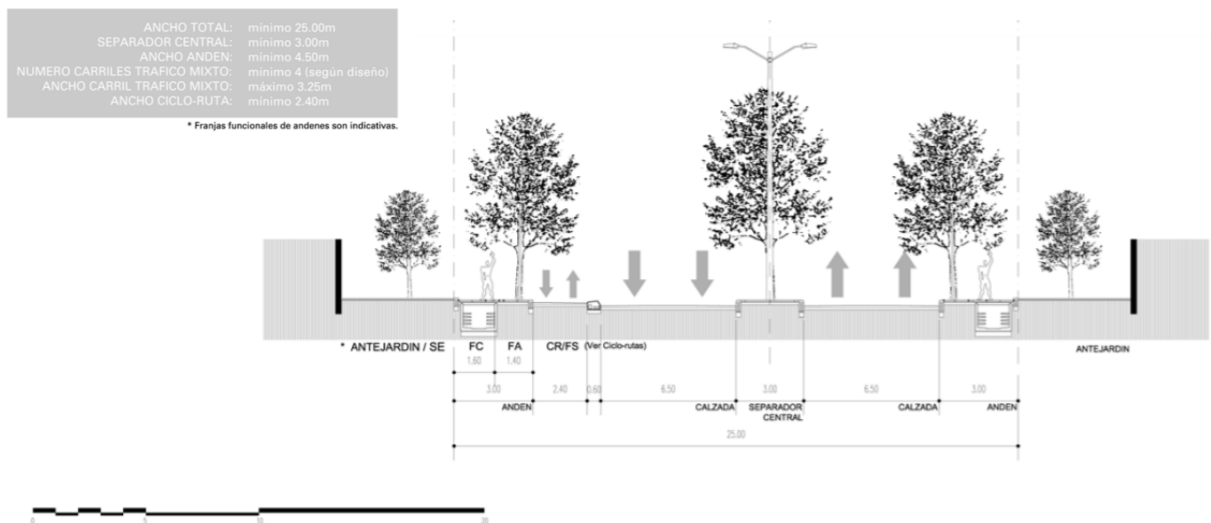 ANCHO TOTAL: mínimo 25.00m
SEPARADOR CENTRAL: mínimo 3.00m
ANCHO ANDEN: mínimo 4.50m
NUMERO CARRILES TRAFICO MIXTO: mínimo 4 (según diseño)
ANCHO CARRIL TRAFICO MIXTO: máximo 3.25m
ANCHO CICLO-RUTA: mínimo 2.40m
* Franjas funcionales de andenes son indicativas.
* ANTEJARDIN / SE FC FA CR/FS (Ver Ciclo-rutas) ANTEJARDIN
1.60 1.40
3.00 2.40 0.60 6.50 3.00 6.50 3.00
ANDEN CALZADA SEPARADOR CENTRAL CALZADA ANDEN
25.00
0 5 10 20